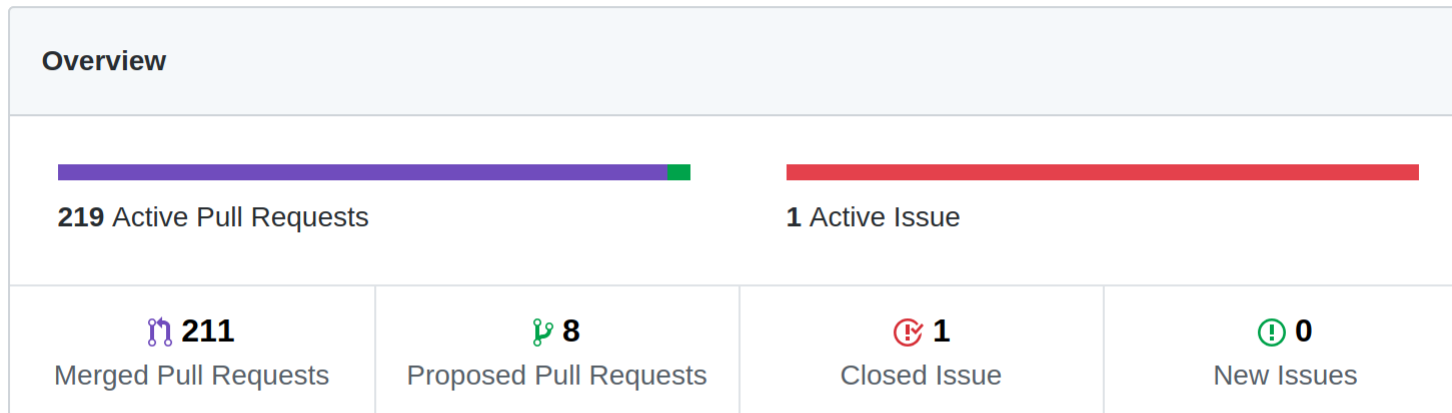 Overview
219 Active Pull Requests
1 Active Issue
211
Merged Pull Requests
8
Proposed Pull Requests
1
Closed Issue
0
New Issues